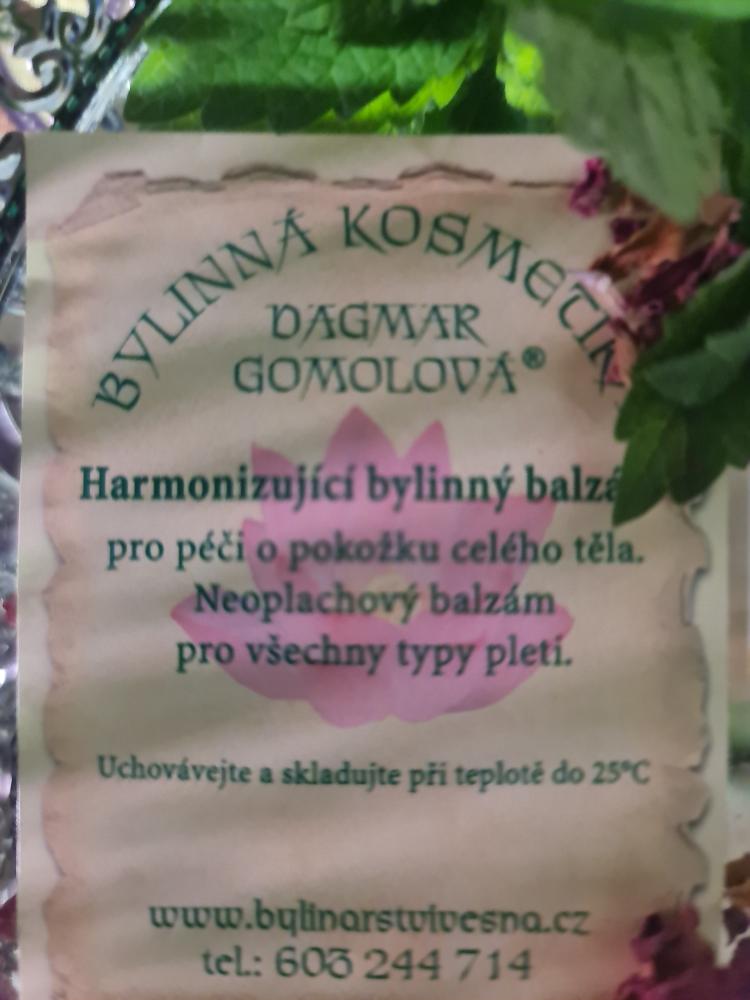 BYLINNÁ KOSMETIK
DAGMAR
GOMOLOVÁ®
Harmonizující bylinný balzá
pro péči o pokožku celého těla.
Neoplachový balzám
pro všechny typy pleti.
Uchovávejte a skladujte při teplotě do 25°C
www.bylinarstvivesna.cz
tel.: 603 244 714